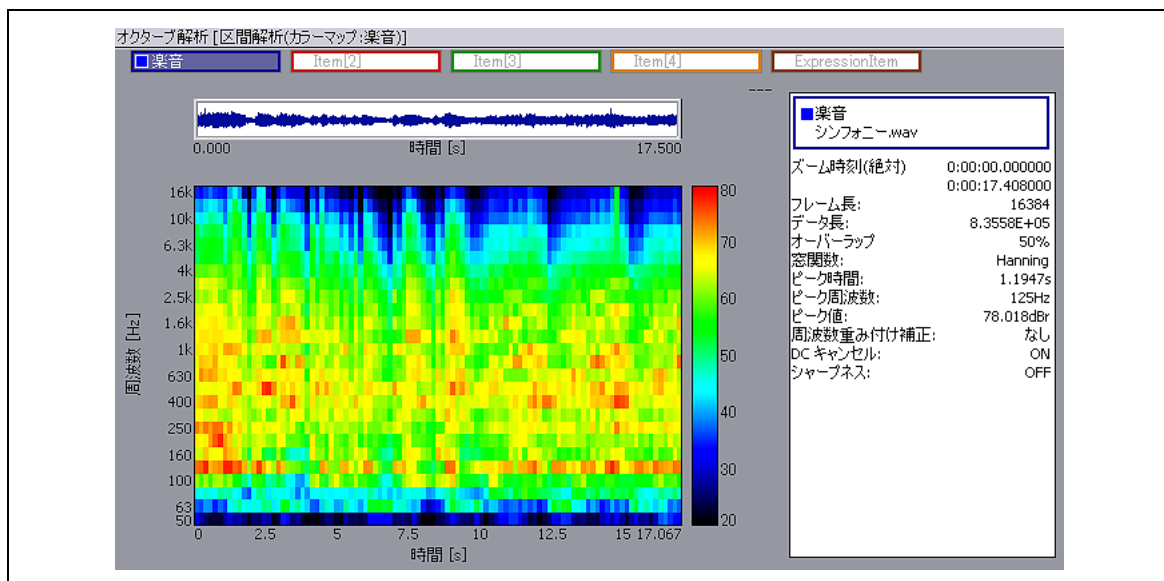 オクターブ解析 [区間解析(カラーマップ:楽音)]
楽音 Item[2] Item[3] Item[4] ExpressionItem
---
0.000 時間 [s] 17.500
周波数 [Hz]
16k
10k
6.3k
4k
2.5k
1.6k
1k
630
400
250
160
100
63
50
0 2.5 5 7.5 10 12.5 15 17.067
時間 [s]
80
70
60
50
40
30
20
楽音
シンフォニー.wav
ズーム時刻(絶対) 0:00:00.000000
0:00:17.408000
フレーム長: 16384
データ長: 8.3558E+05
オーバーラップ 50%
窓関数: Hanning
ピーク時間: 1.1947s
ピーク周波数: 125Hz
ピーク値: 78.018dBr
周波数重み付け補正: なし
DCキャンセル: ON
シャープネス: OFF